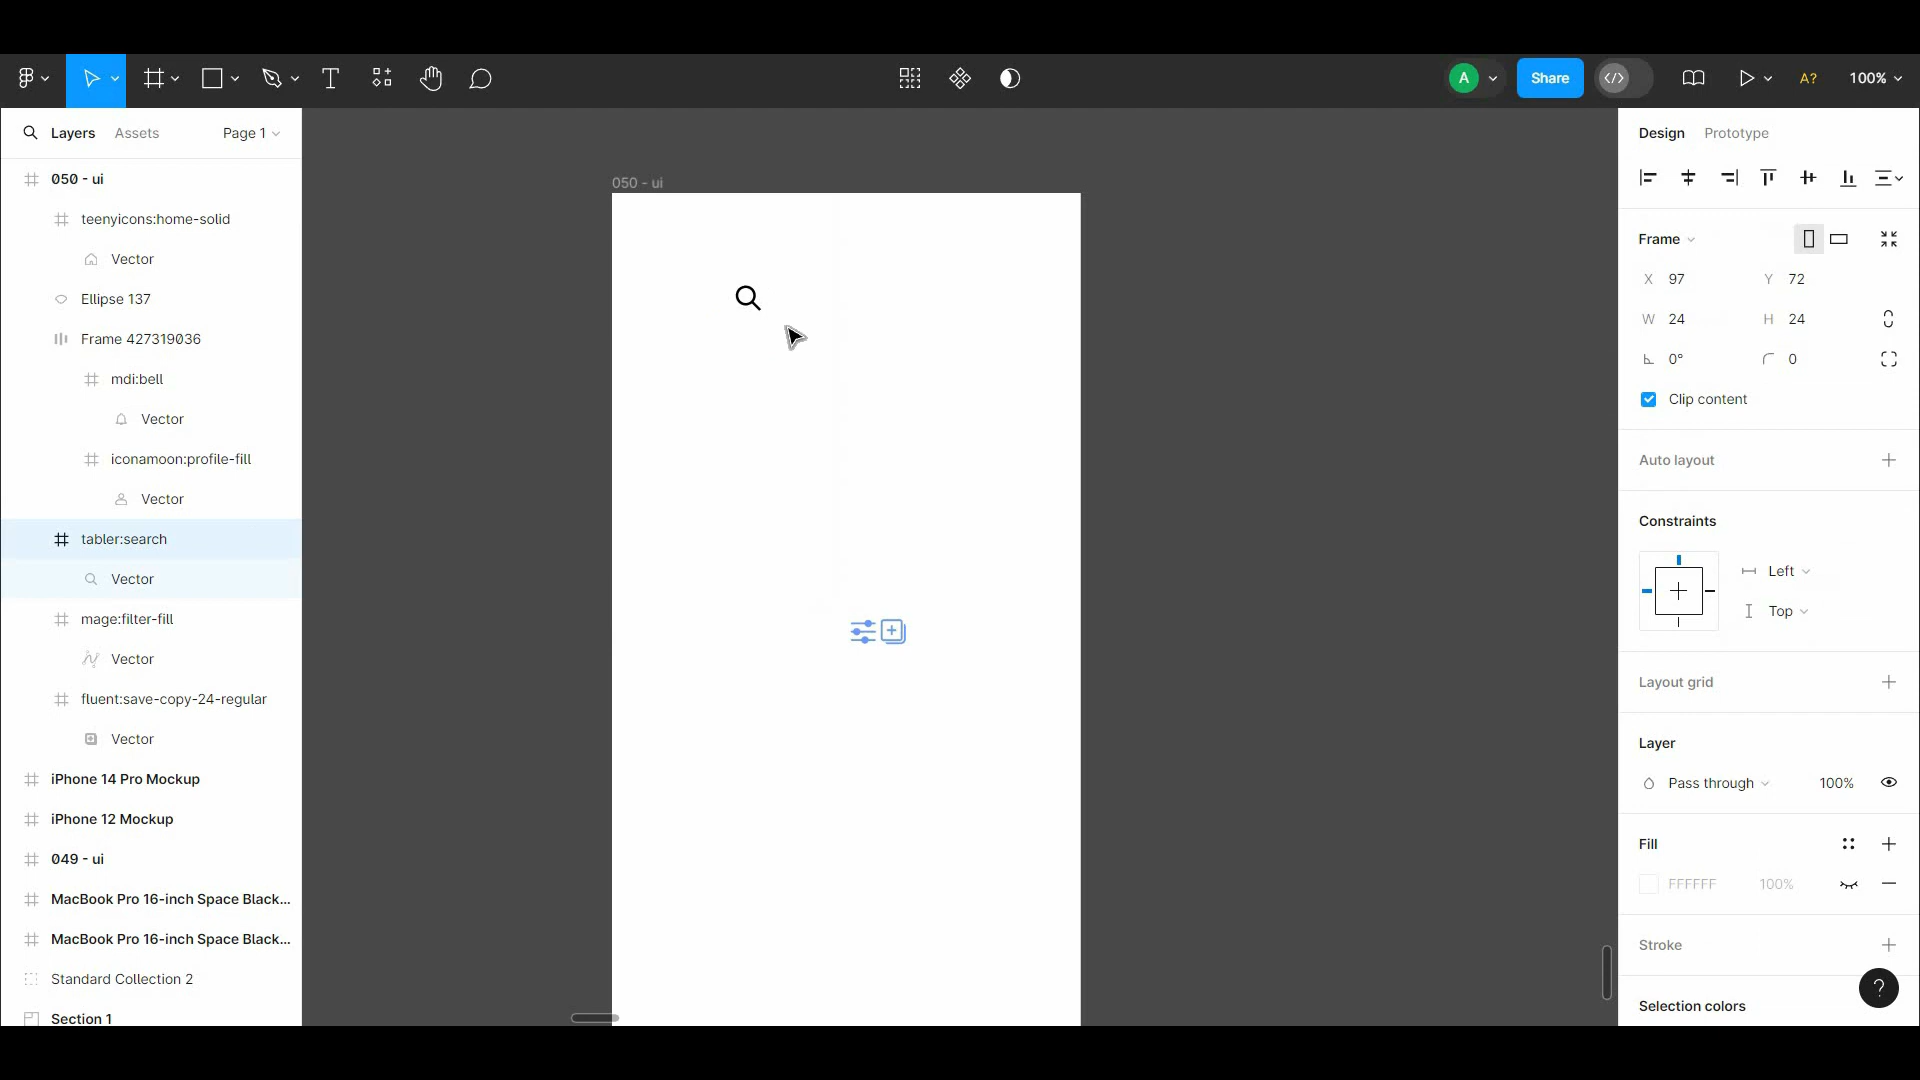 A
Share
A?
100%
Layers
Assets
Page 1
050 - ui
teenyicons:home-solid
Vector
Ellipse 137
Frame 427319036
mdi:bell
Vector
iconamoon:profile-fill
Vector
tabler:search
Vector
mage:filter-fill
Vector
fluent:save-copy-24-regular
Vector
iPhone 14 Pro Mockup
iPhone 12 Mockup
049 - ui
MacBook Pro 16-inch Space Black...
MacBook Pro 16-inch Space Black...
Standard Collection 2
Section 1
050 - ui
Design
Prototype
Frame
X 97
Y 72
W 24
H 24
0°
0
Clip content
Auto layout
Constraints
Left
Top
Layout grid
Layer
Pass through
100%
Fill
FFFFFF
100%
Stroke
?
Selection colors